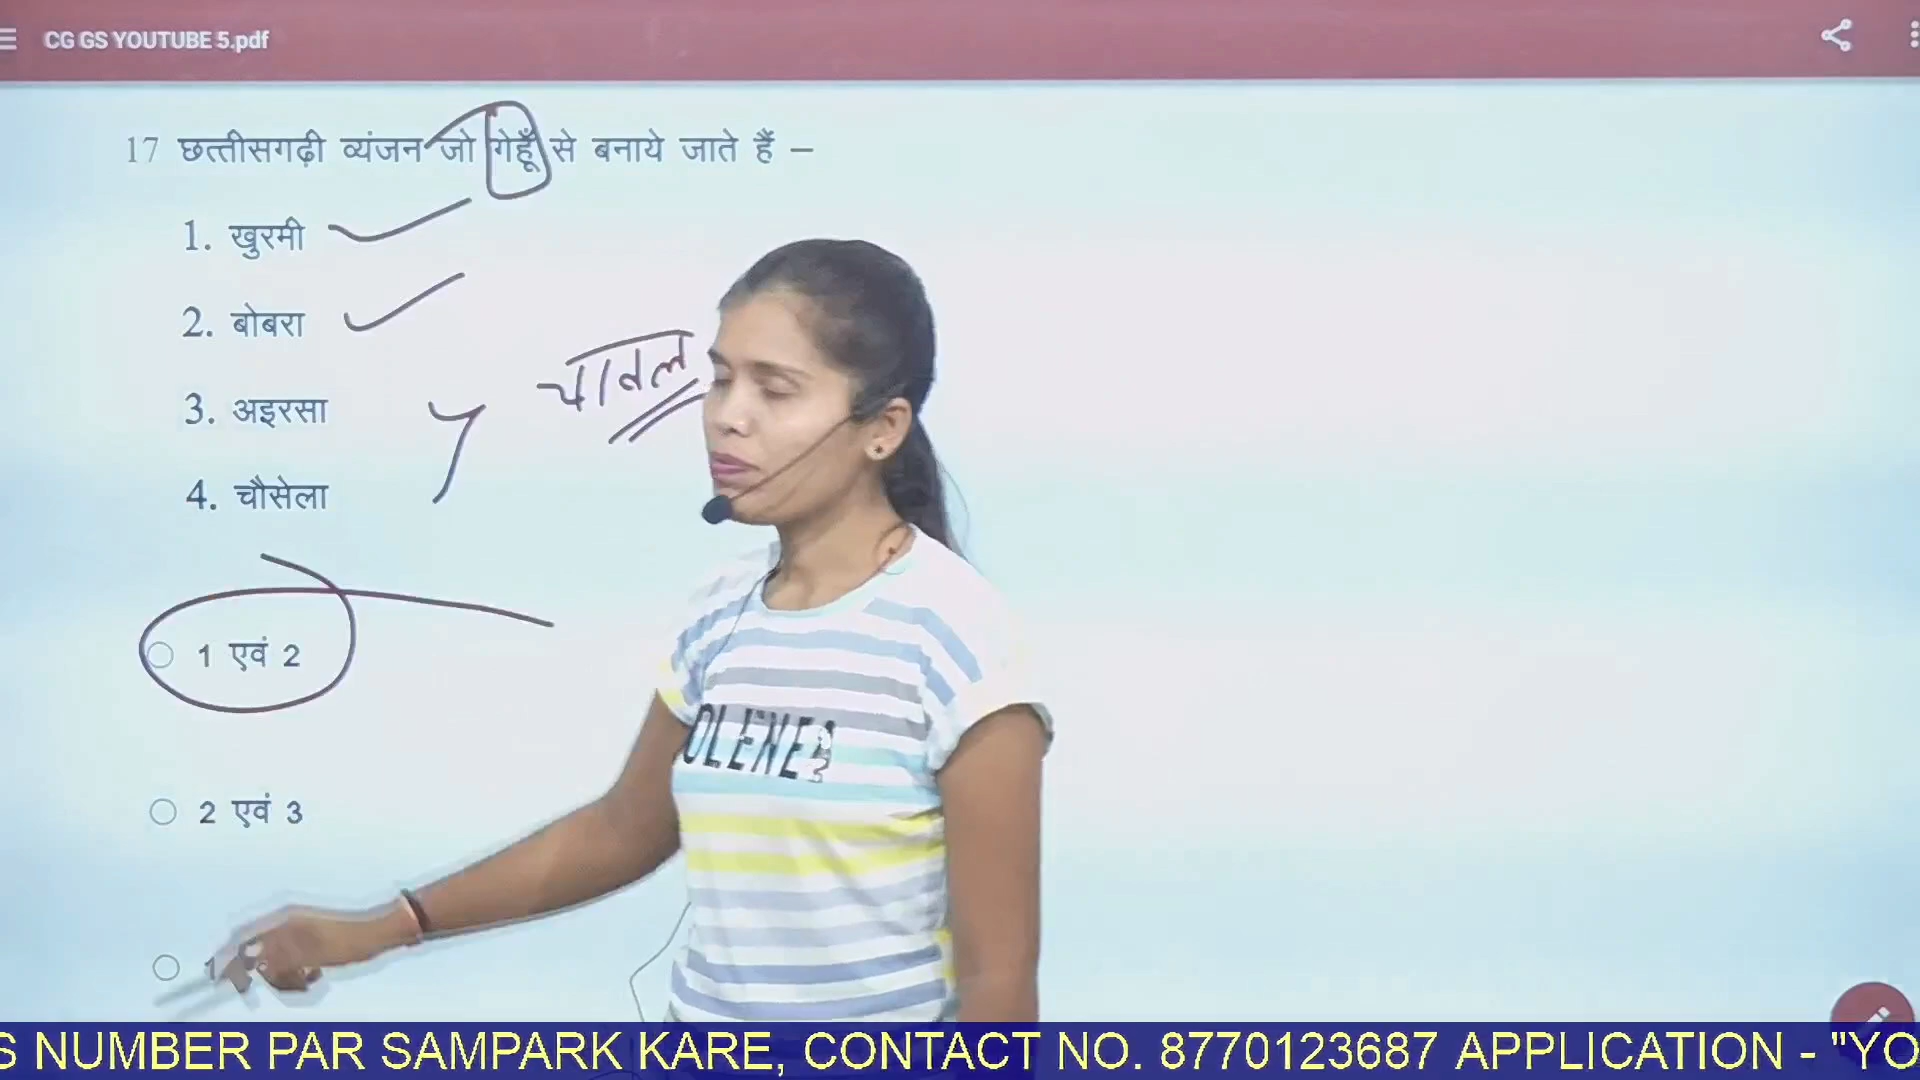 CG GS YOUTUBE 5.pdf
17 छत्तीसगढ़ी व्यंजन जो गेहूँ से बनाये जाते हैं –
1. खुरमी
2. बोबरा
चावल
3. अइरसा
4. चौसेला
1 एवं 2
2 एवं 3
1
S NUMBER PAR SAMPARK KARE, CONTACT NO. 8770123687 APPLICATION - "YO